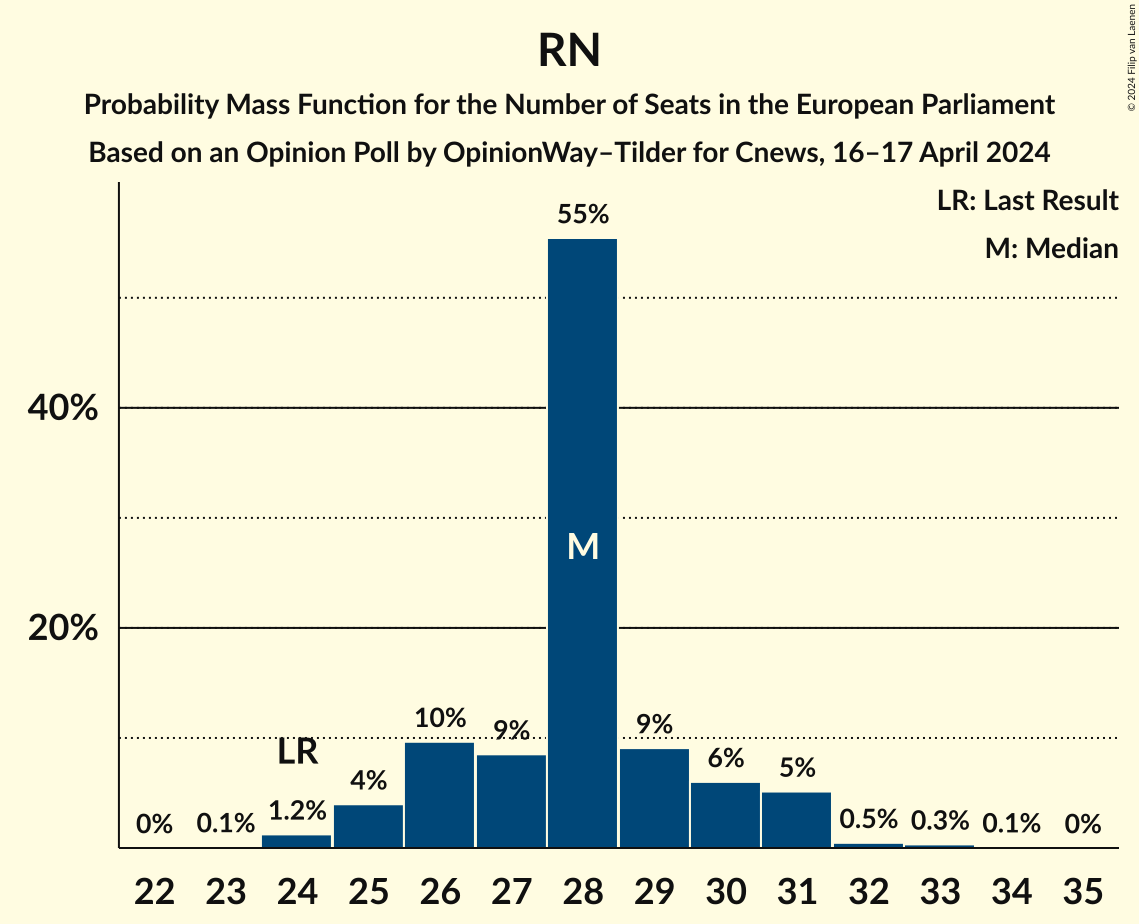 RN
Probability Mass Function for the Number of Seats in the European Parliament
Based on an Opinion Poll by OpinionWay–Tilder for Cnews, 16–17 April 2024
© 2024 Filip van Laenen
LR: Last Result
M: Median
40%
20%
0%
0.1%
LR
1.2%
4%
10%
9%
55%
M
9%
6%
5%
0.5%
0.3%
0.1%
0%
22 23 24 25 26 27 28 29 30 31 32 33 34 35